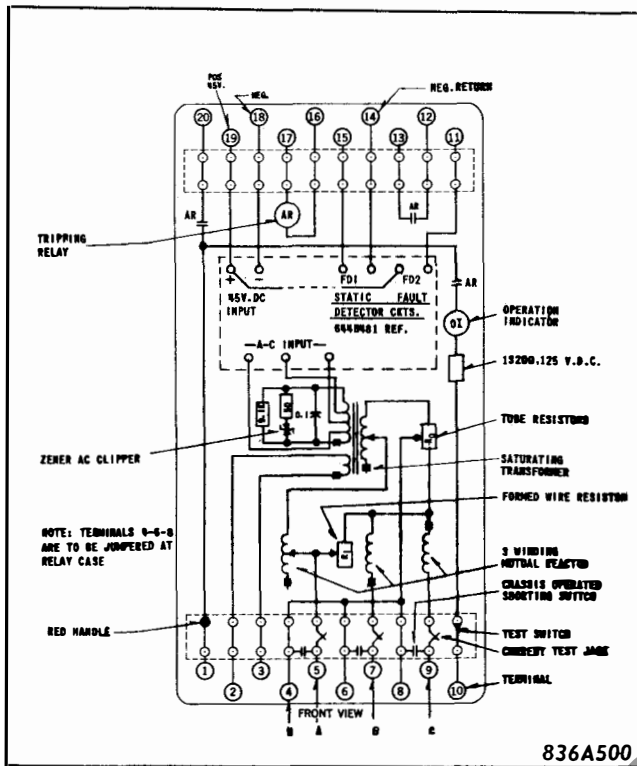 POS
45V.
NEG.
NEG. RETURN
20 18 16 14 12
19 17 15 13 11
AR
AR
AR
TRIPPING
RELAY
+ - FD1 FD2
45V.DC
INPUT
STATIC FAULT
DETECTOR CKTS.
REF.
AR
A-C INPUT
OPERATION
INDICATOR
V.D.C.
TUBE RESISTORS
ZENER AC CLIPPER
SATURATING
TRANSFORMER
FORMED WIRE RESISTOR
NOTE: TERMINALS 4-6-8
ARE TO BE JUMPERED AT
RELAY CASE
R1
3 WINDING
MUTUAL REACTOR
CHASSIS OPERATED
SHORTING SWITCH
RED HANDLE
TEST SWITCH
CURRENT TEST JACK
1 2 3 4 5 6 7 8 9 10
TERMINAL
FRONT VIEW
A B C
836A500